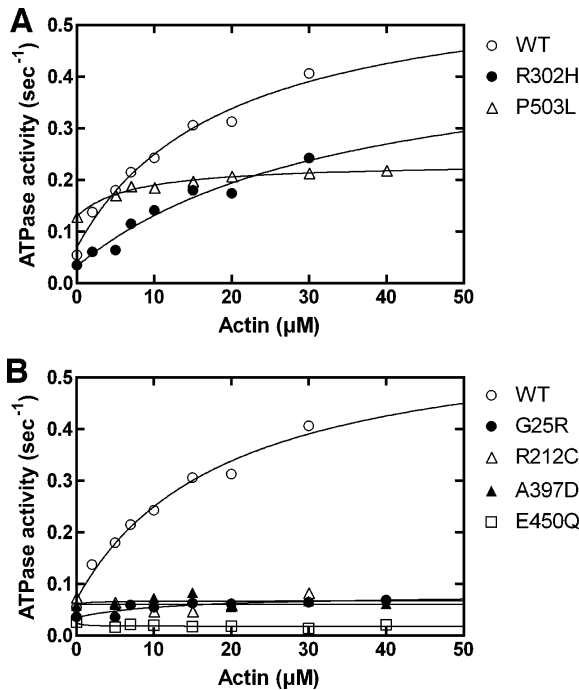 A
ATPase activity (sec⁻¹)
0.5
0.4
0.3
0.2
0.1
0.0
0 10 20 30 40 50
Actin (µM)
WT
R302H
P503L
B
ATPase activity (sec⁻¹)
0.5
0.4
0.3
0.2
0.1
0.0
0 10 20 30 40 50
Actin (µM)
WT
G25R
R212C
A397D
E450Q